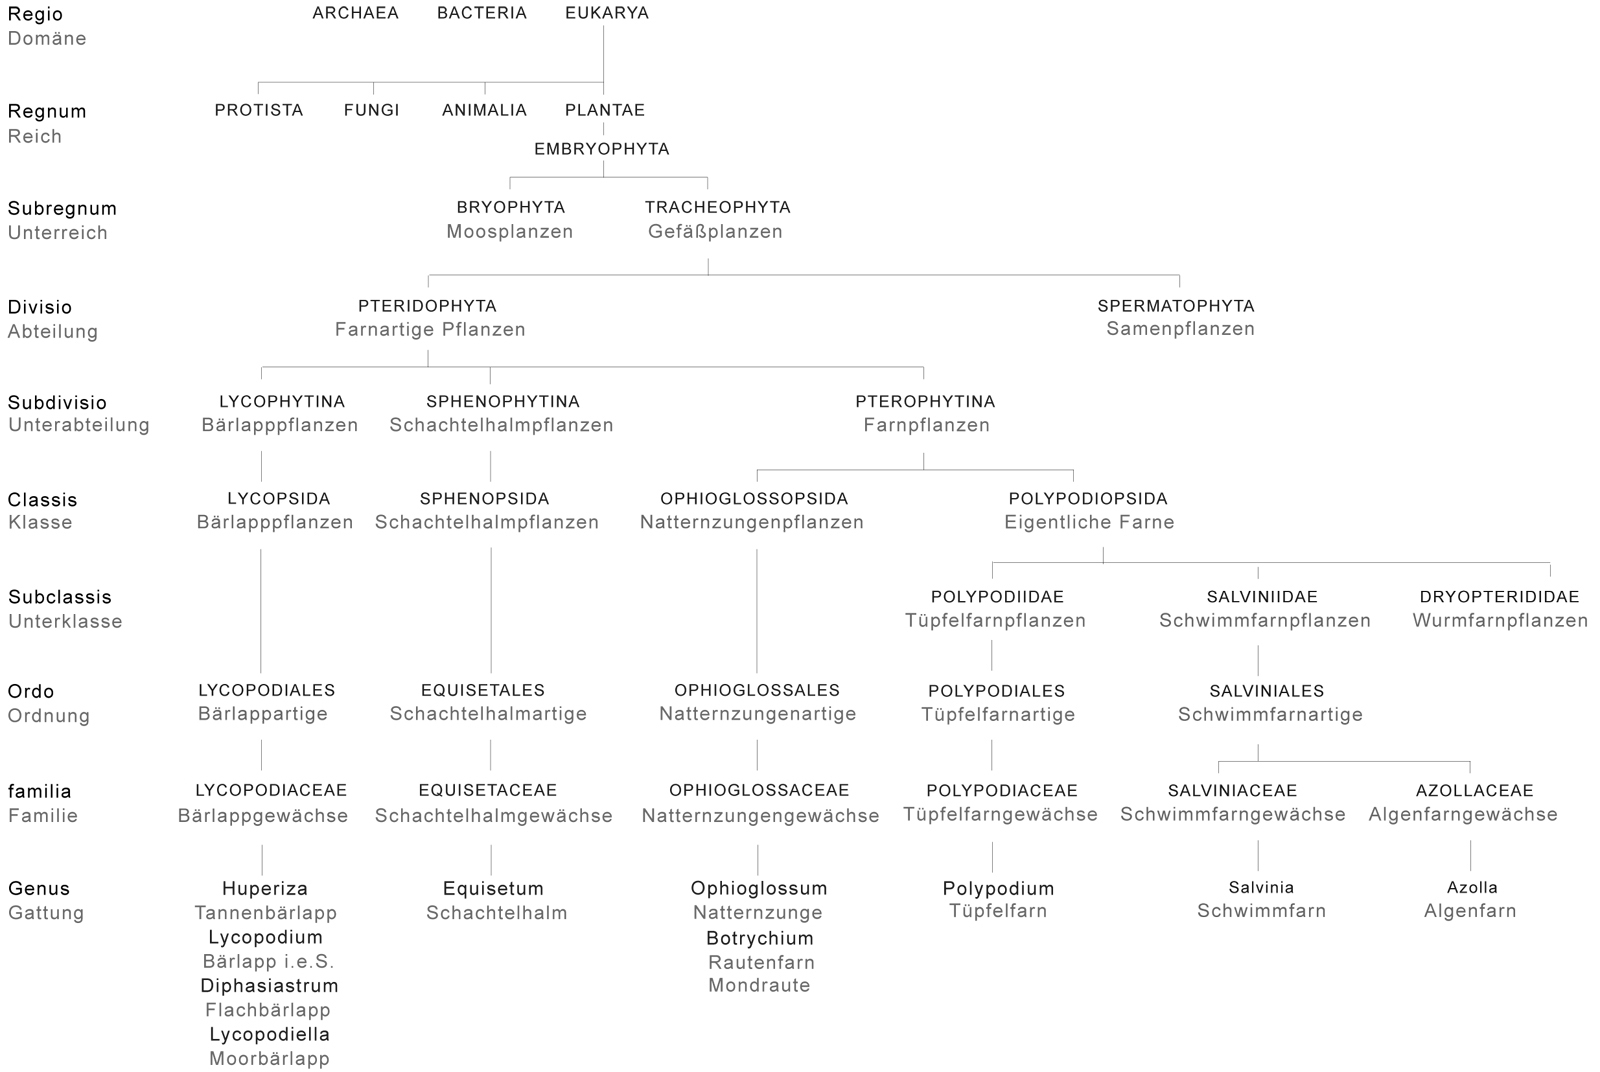 Regio ARCHAEA BACTERIA EUKARYA
Domäne
Regnum PROTISTA FUNGI ANIMALIA PLANTAE
Reich
EMBRYOPHYTA
Subregnum BRYOPHYTA TRACHEOPHYTA
Unterreich Moosplanzen Gefäßplanzen
Divisio PTERIDOPHYTA SPERMATOPHYTA
Abteilung Farnartige Pflanzen Samenpflanzen
Subdivisio LYCOPHYTINA SPHENOPHYTINA PTEROPHYTINA
Unterabteilung Bärlapppflanzen Schachtelhalmpflanzen Farnpflanzen
Classis LYCOPSIDA SPHENOPSIDA OPHIOGLOSSOPSIDA POLYPODIOPSIDA
Klasse Bärlapppflanzen Schachtelhalmpflanzen Natternzungenpflanzen Eigentliche Farne
Subclassis POLYPODIIDAE SALVINIIDAE DRYOPTERIDIDAE
Unterklasse Tüpfelfarnpflanzen Schwimmfarnpflanzen Wurmfarnpflanzen
Ordo LYCOPODIALES EQUISETALES OPHIOGLOSSALES POLYPODIALES SALVINIALES
Ordnung Bärlappartige Schachtelhalmartige Natternzungenartige Tüpfelfarnartige Schwimmfarnartige
familia LYCOPODIACEAE EQUISETACEAE OPHIOGLOSSACEAE POLYPODIACEAE SALVINIACEAE AZOLLACEAE
Familie Bärlappgewächse Schachtelhalmgewächse Natternzungengewächse Tüpfelfarngewächse Schwimmfarngewächse Algenfarngewächse
Genus Huperiza Equisetum Ophioglossum Polypodium Salvinia Azolla
Gattung Tannenbärlapp Schachtelhalm Natternzunge Tüpfelfarn Schwimmfarn Algenfarn
Lycopodium Botrychium
Bärlapp i.e.S. Rautenfarn
Diphasiastrum Mondraute
Flachbärlapp
Lycopodiella
Moorbärlapp